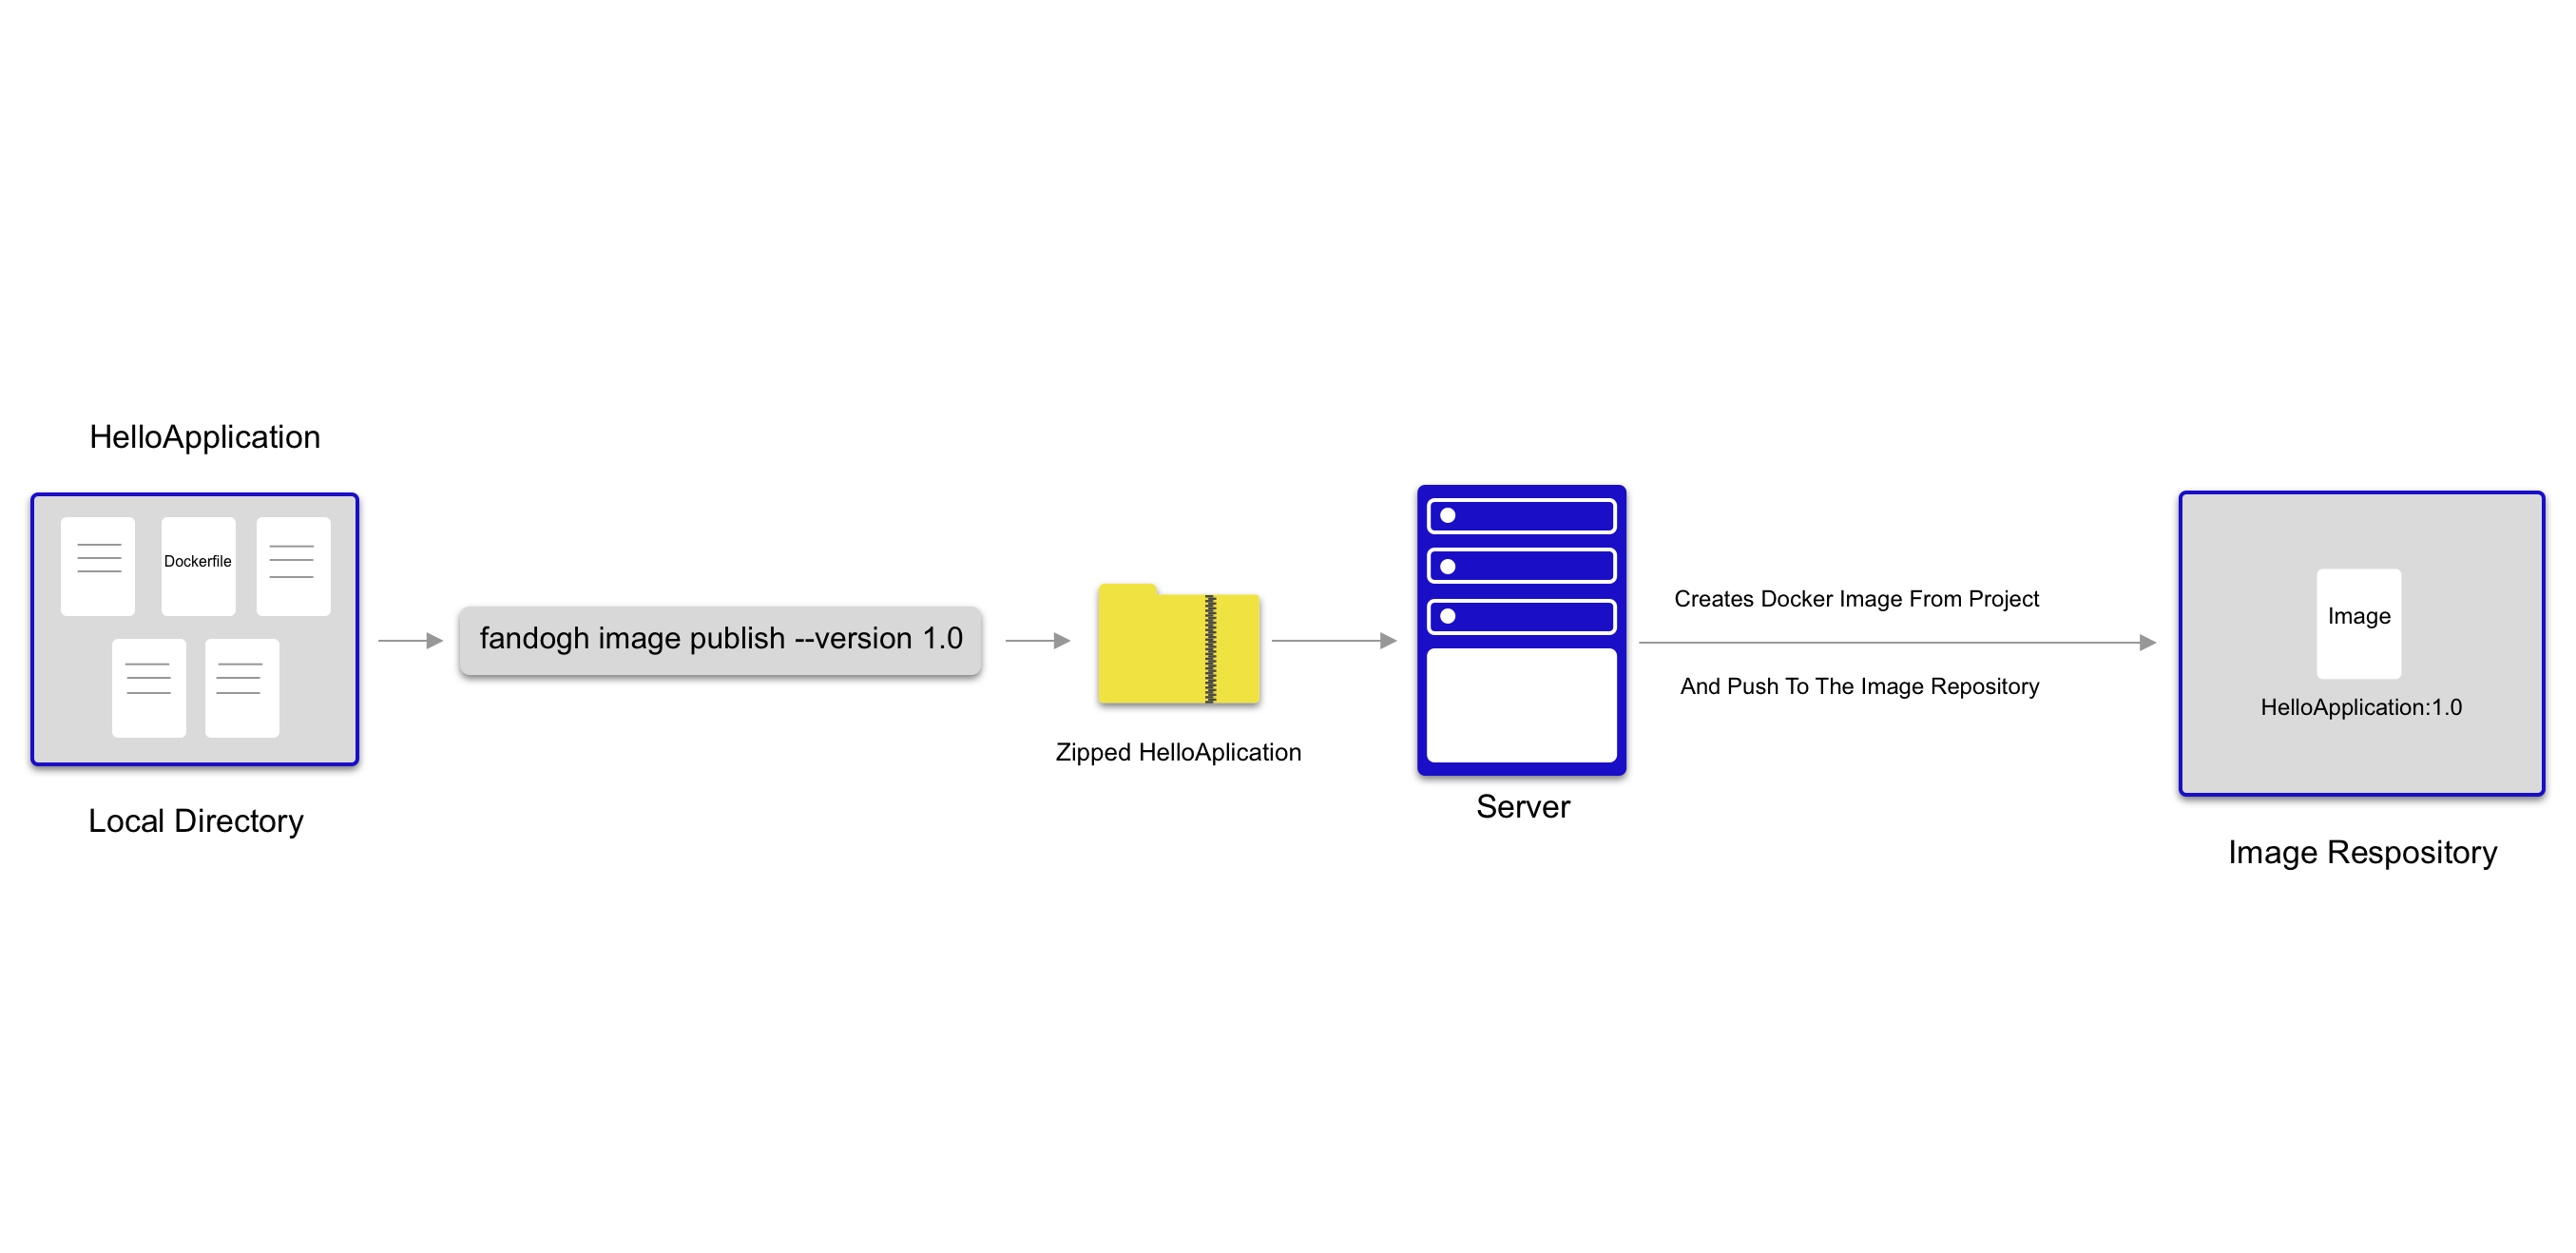 HelloApplication
Dockerfile
Local Directory
fandogh image publish --version 1.0
Zipped HelloAplication
Server
Creates Docker Image From Project
And Push To The Image Repository
Image
HelloApplication:1.0
Image Respository